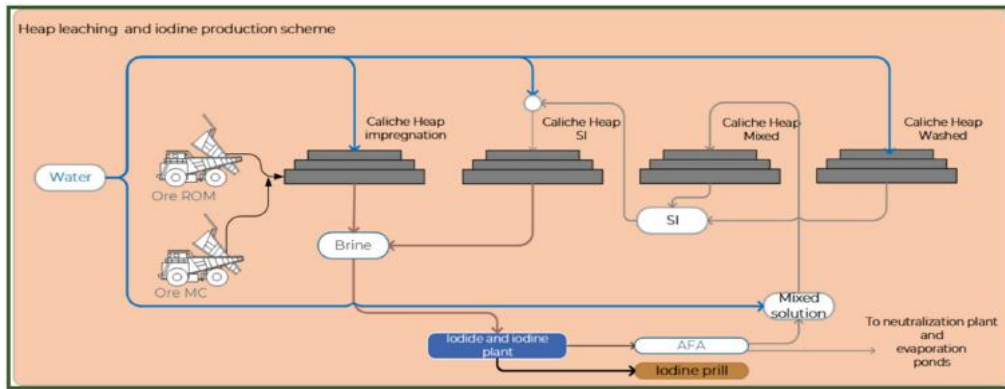 Heap leaching and iodine production scheme
Caliche Heap
impregnation
Caliche Heap
SI
Caliche Heap
Mixed
Caliche Heap
Washed
Water
Ore ROM
SI
Brine
Ore MC
Mixed
solution
To neutralization plant
and
evaporation
ponds
Iodide and iodine
plant
AFA
Iodine prill